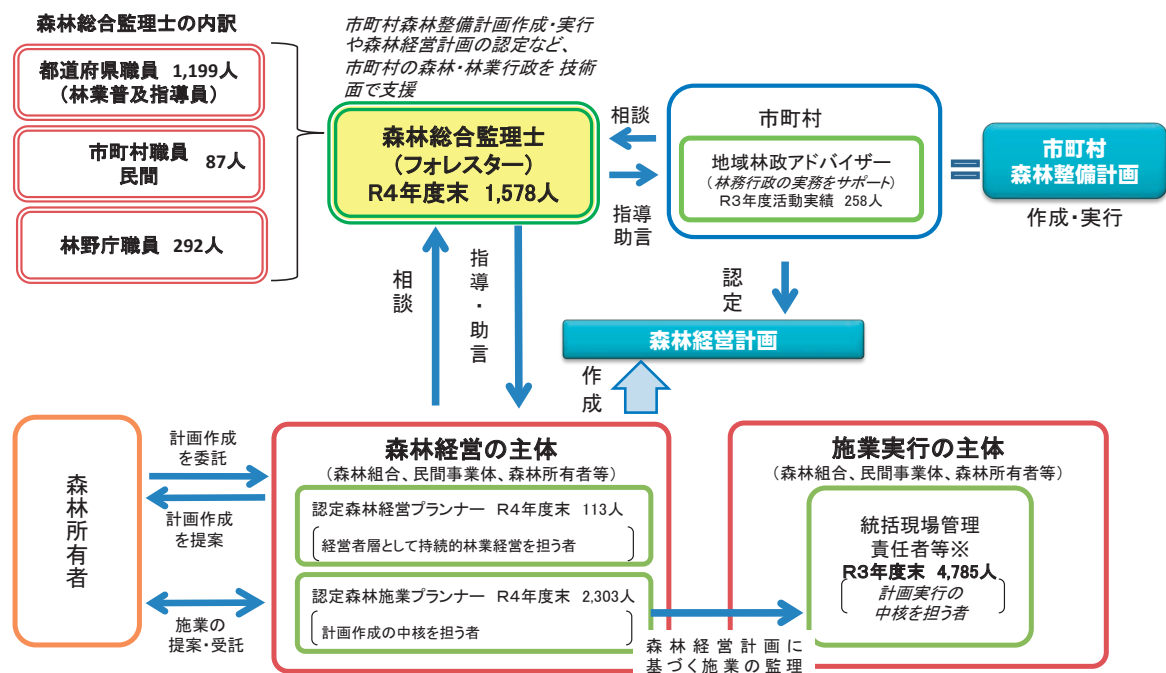 森林総合監理士の内訳
都道府県職員 1,199人
（林業普及指導員）
市町村職員
民間
87人
林野庁職員 292人
市町村森林整備計画作成・実行
や森林経営計画の認定など、
市町村の森林・林業行政を 技術
面で支援
森林総合監理士
（フォレスター）
R4年度末 1,578人
相談
指導
助言
市町村
地域林政アドバイザー
（林務行政の実務をサポート）
R3年度活動実績 258人
市町村
森林整備計画
作成・実行
相談
指導・助言
認定
森林経営計画
作成
森林所有者
計画作成
を委託
計画作成
を提案
施業の
提案・受託
森林経営の主体
（森林組合、民間事業体、森林所有者等）
認定森林経営プランナー R4年度末 113人
経営者層として持続的林業経営を担う者
認定森林施業プランナー R4年度末 2,303人
計画作成の中核を担う者
森林経営計画に
基づく施業の監理
施業実行の主体
（森林組合、民間事業体、森林所有者等）
統括現場管理
責任者等※
R3年度末 4,785人
計画実行の
中核を担う者